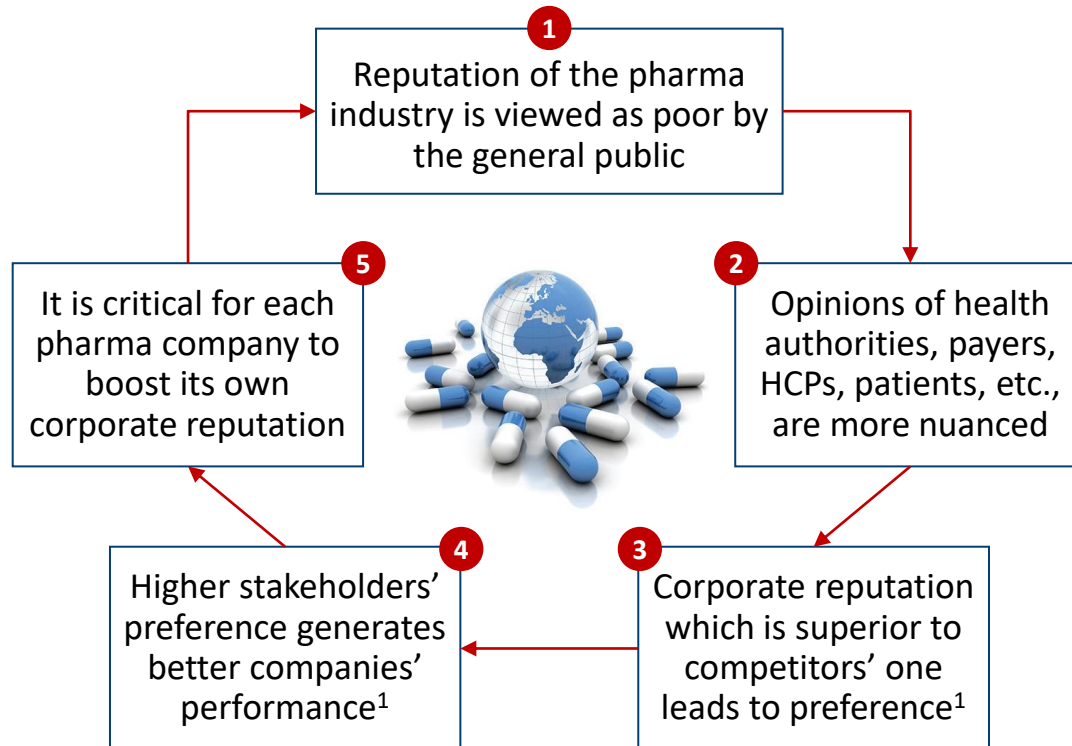 1
Reputation of the pharma
industry is viewed as poor by
the general public
2
Opinions of health
authorities, payers,
HCPs, patients, etc.,
are more nuanced
3
Corporate reputation
which is superior to
competitors’ one
leads to preference¹
4
Higher stakeholders’
preference generates
better companies’
performance¹
5
It is critical for each
pharma company to
boost its own
corporate reputation